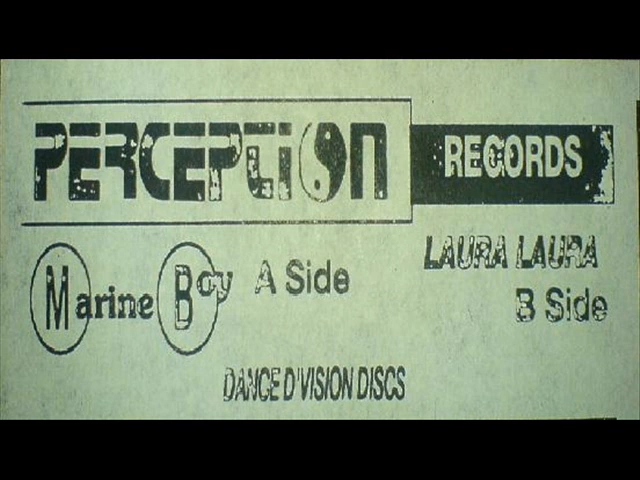 PERCEPTION RECORDS
Marine Boy A Side
LAURA LAURA
B Side
DANCE D'VISION DISCS